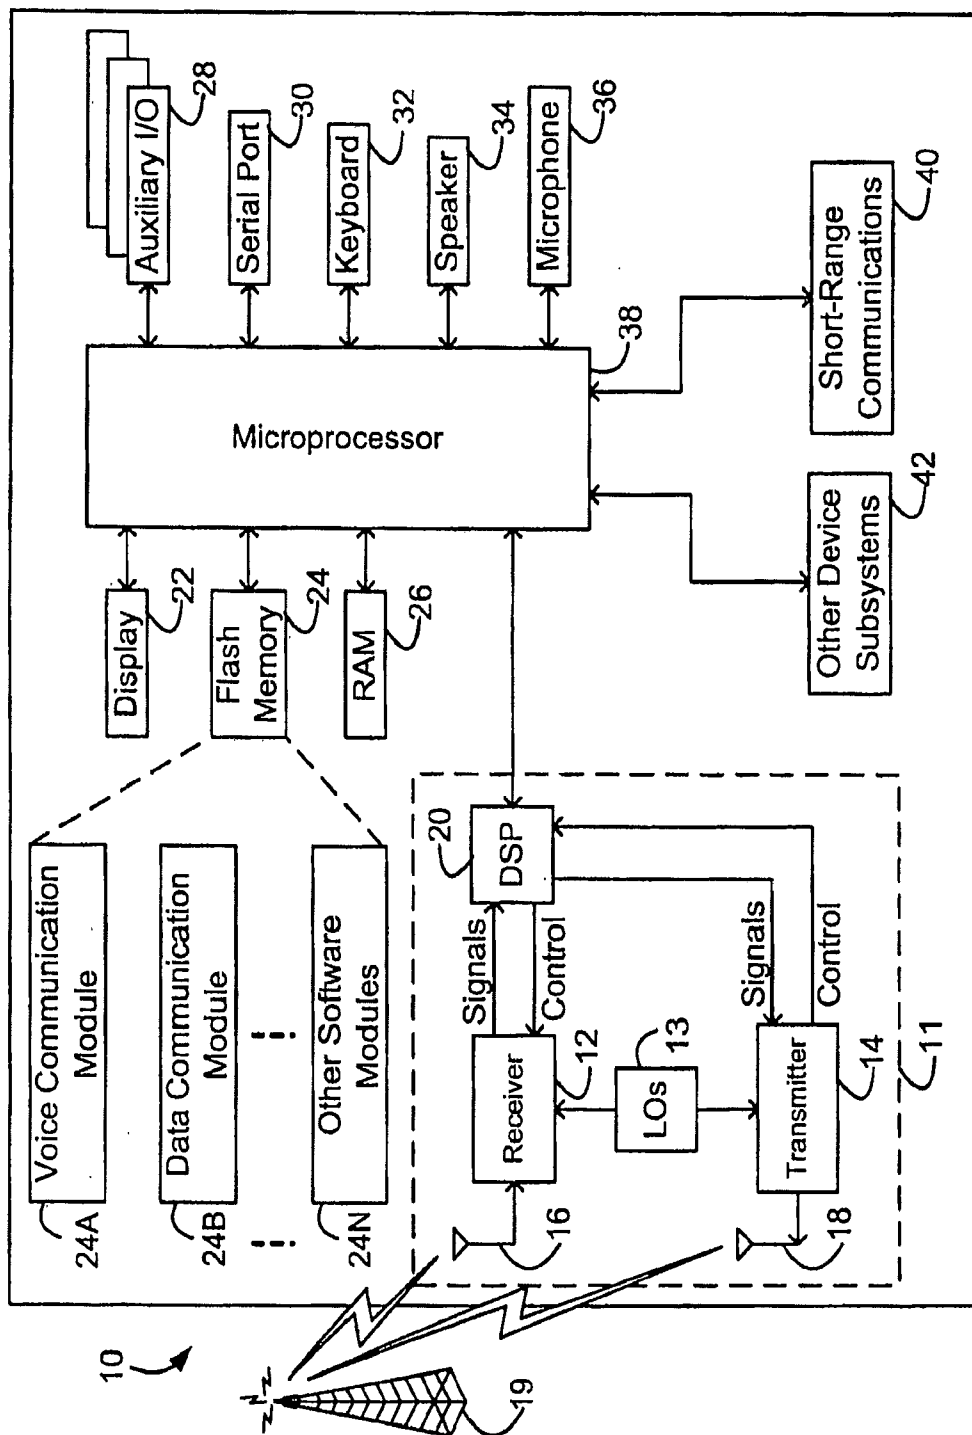 10
19
Voice Communication
Module
24A
Data Communication
Module
24B
Other Software
Modules
24N
Display
22
Flash
Memory
24
RAM
26
Microprocessor
38
Auxiliary I/O
28
Serial Port
30
Keyboard
32
Speaker
34
Microphone
36
16
Receiver
12
Signals
Control
DSP
20
LOs
13
18
Transmitter
14
Signals
Control
11
Other Device
Subsystems
42
Short-Range
Communications
40